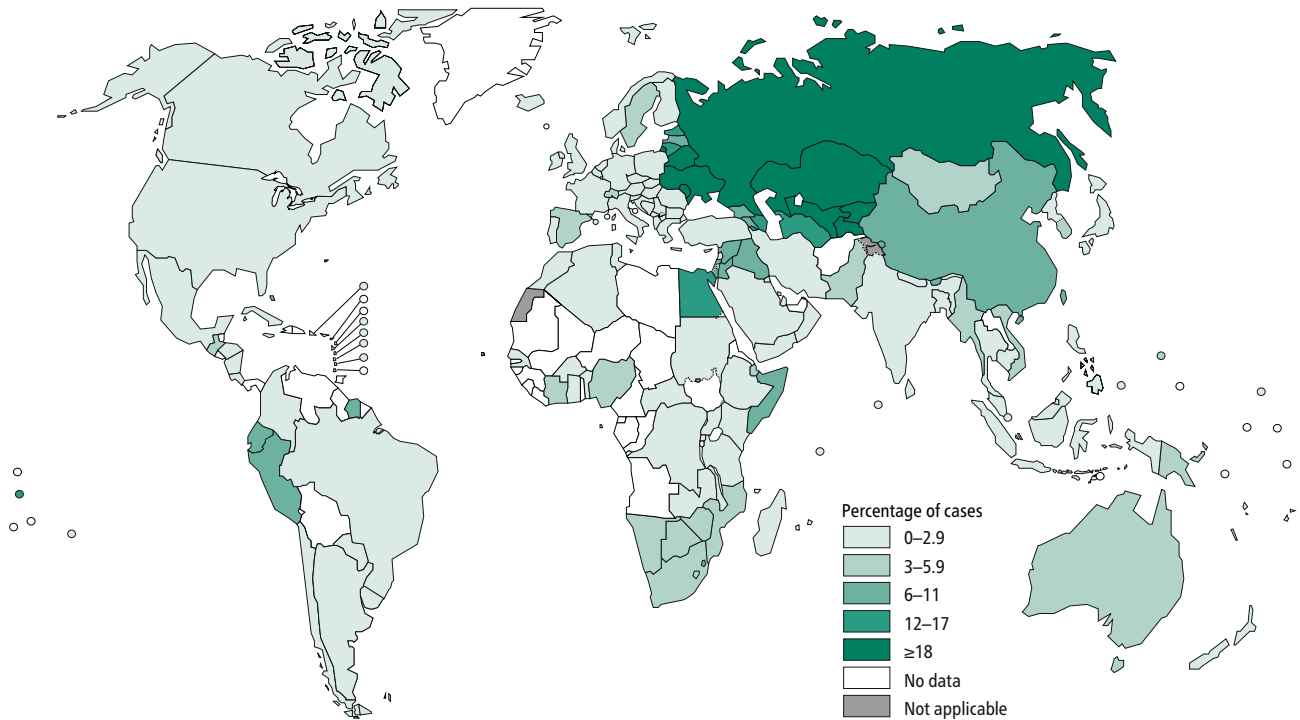 Percentage of cases
0–2.9
3–5.9
6–11
12–17
≥18
No data
Not applicable